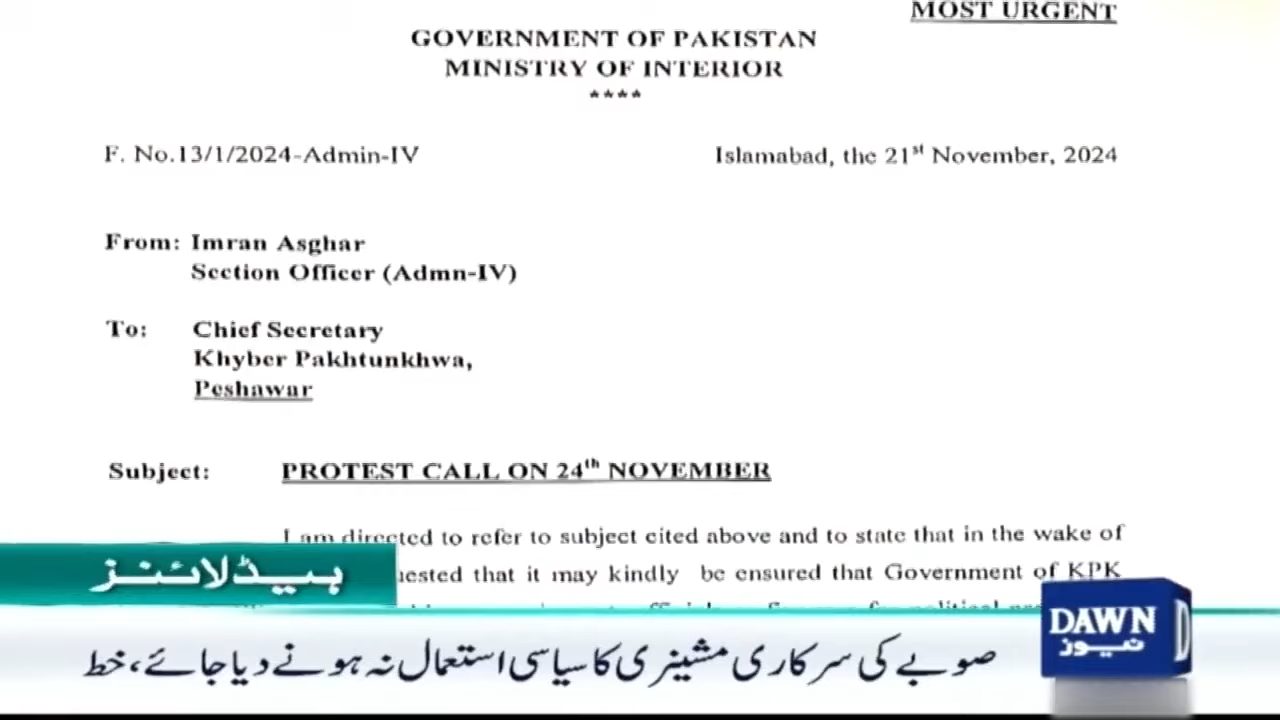 MOST URGENT
GOVERNMENT OF PAKISTAN
MINISTRY OF INTERIOR
****
F. No.13/1/2024-Admin-IV
Islamabad, the 21st November, 2024
From: Imran Asghar
Section Officer (Admn-IV)
To: Chief Secretary
Khyber Pakhtunkhwa,
Peshawar
Subject: PROTEST CALL ON 24th NOVEMBER
I am directed to refer to subject cited above and to state that in the wake of
that it may kindly be ensured that Government of KPK
ہیڈلائنز
DAWN
نیوز
صوبے کی سرکاری مشینری کا سیاسی استعمال نہ ہونے دیا جائے، خط